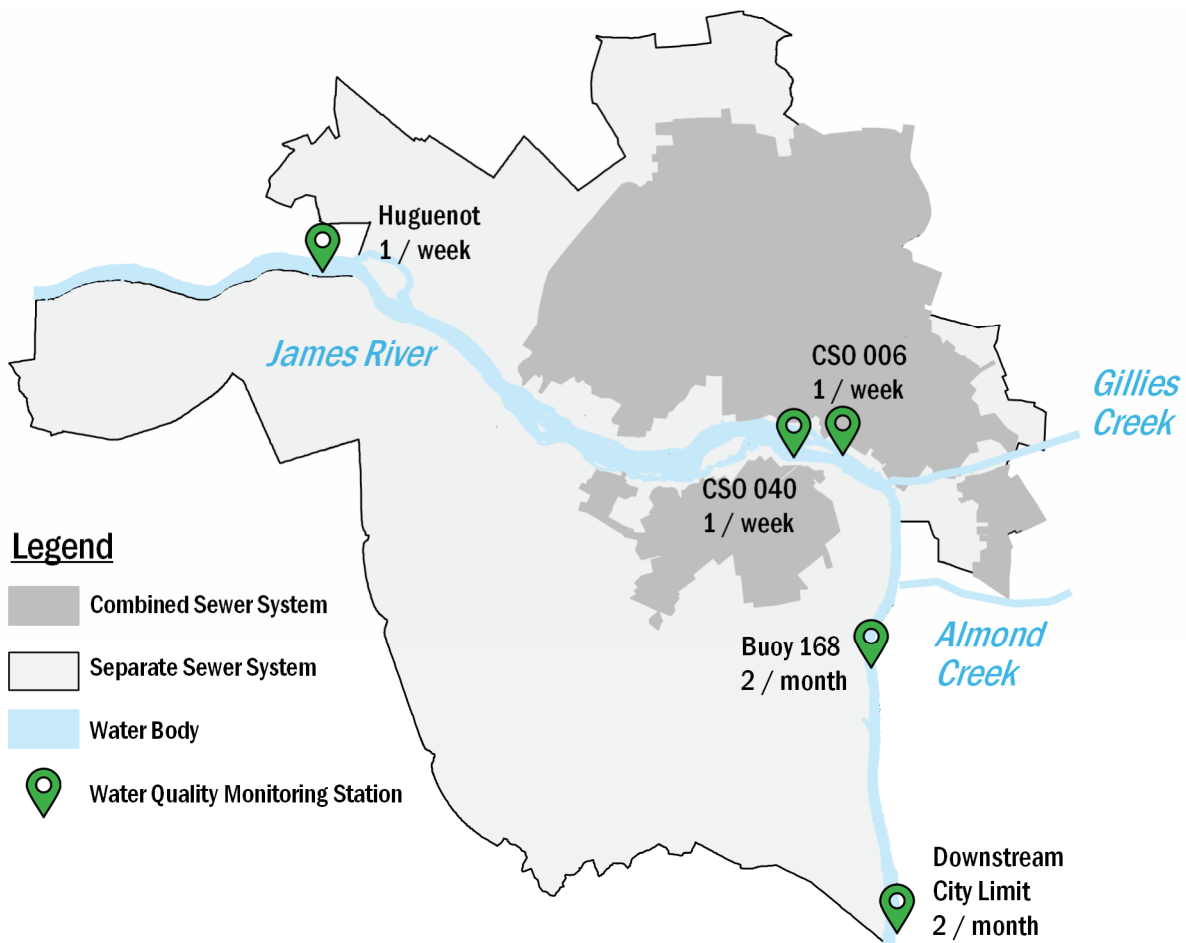 Huguenot
1 / week
James River
CSO 006
1 / week
Gillies
Creek
CSO 040
1 / week
Legend
Combined Sewer System
Separate Sewer System
Water Body
Water Quality Monitoring Station
Buoy 168
2 / month
Almond
Creek
Downstream
City Limit
2 / month